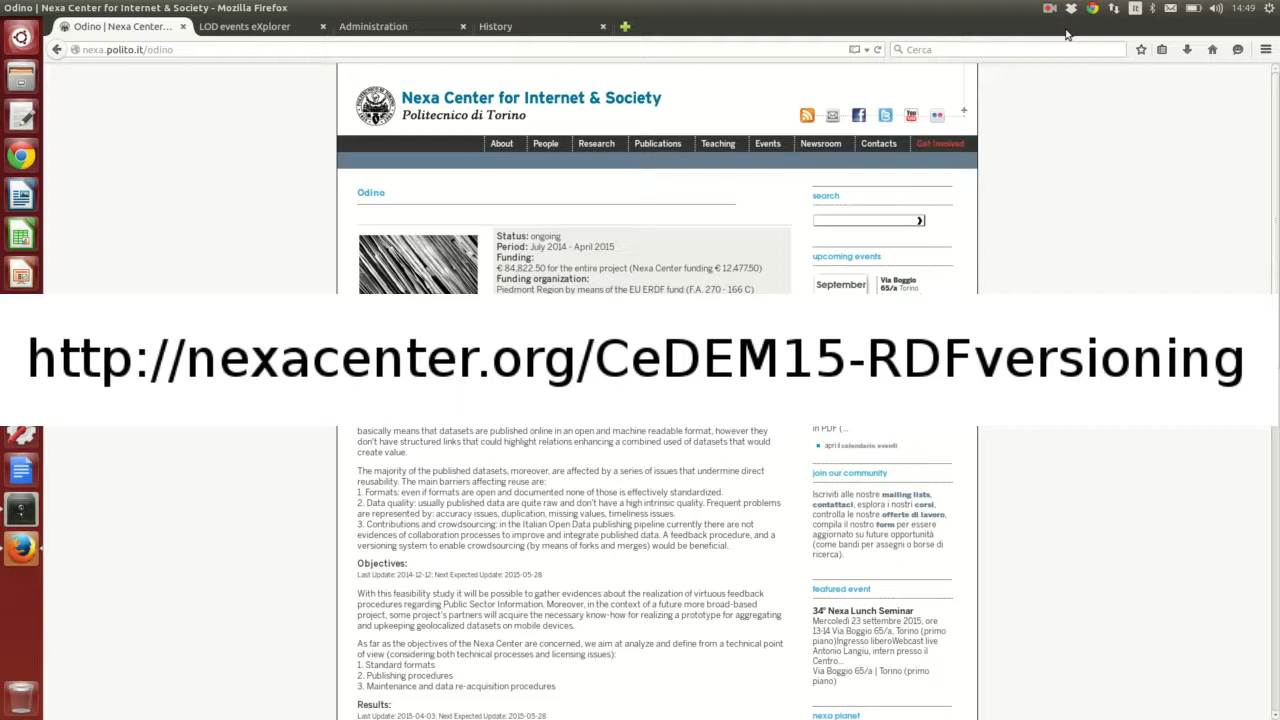 Odino | Nexa Center for Internet & Society - Mozilla Firefox
It
14:49
Odino | Nexa Center... ×
LOD events eXplorer ×
Administration ×
History ×
nexa.polito.it/odino
Cerca
Nexa Center for Internet & Society
Politecnico di Torino
About
People
Research
Publications
Teaching
Events
Newsroom
Contacts
Get Involved
Odino
Status: ongoing
Period: July 2014 - April 2015
Funding:
€ 84,822.50 for the entire project (Nexa Center funding € 12,477.50)
Funding organization:
Piedmont Region by means of the EU ERDF fund (F.A. 270 - 166 C)
search
upcoming events
September
Via Boggio
65/a Torino
http://nexacenter.org/CeDEM15-RDFversioning
basically means that datasets are published online in an open and machine readable format, however they
don't have structured links that could highlight relations enhancing a combined used of datasets that would
create value.
The majority of the published datasets, moreover, are affected by a series of issues that undermine direct
reusability. The main barriers affecting reuse are:
1. Formats: even if formats are open and documented none of those is effectively standardized.
2. Data quality: usually published data are quite raw and don't have a high intrinsic quality. Frequent problems
are represented by: accuracy issues, duplication, missing values, timeliness issues.
3. Contributions and crowdsourcing: in the Italian Open Data publishing pipeline currently there are not
evidences of collaboration processes to improve and integrate published data. A feedback procedure, and a
versioning system to enable crowdsourcing (by means of forks and merges) would be beneficial.
Objectives:
Last Update: 2014-12-12; Next Expected Update: 2015-05-28
With this feasibility study it will be possible to gather evidences about the realization of virtuous feedback
procedures regarding Public Sector Information. Moreover, in the context of a future more broad-based
project, some project's partners will acquire the necessary know-how for realizing a prototype for aggregating
and upkeeping geolocalized datasets on mobile devices.
As far as the objectives of the Nexa Center are concerned, we aim at analyze and define from a technical point
of view (considering both technical processes and licensing issues):
1. Standard formats
2. Publishing procedures
3. Maintenance and data re-acquisition procedures
Results:
Last Update: 2015-04-03; Next Expected Update: 2015-05-28
in PDF (...
april calendario eventi
join our community
Iscriviti alle nostre mailing lists,
contattaci, esplora i nostri corsi,
controlla le nostre offerte di lavoro,
compila il nostro form per essere
aggiornato su future opportunità
(come bandi per assegni o borse di
ricerca).
featured event
34° Nexa Lunch Seminar
Mercoledì 23 settembre 2015, ore
13-14 Via Boggio 65/a, Torino (primo
piano)Ingresso liberoWebcast live
Antonio Langiu, intern presso il
Centro...
Via Boggio 65/a | Torino (primo
piano)
nexa planet